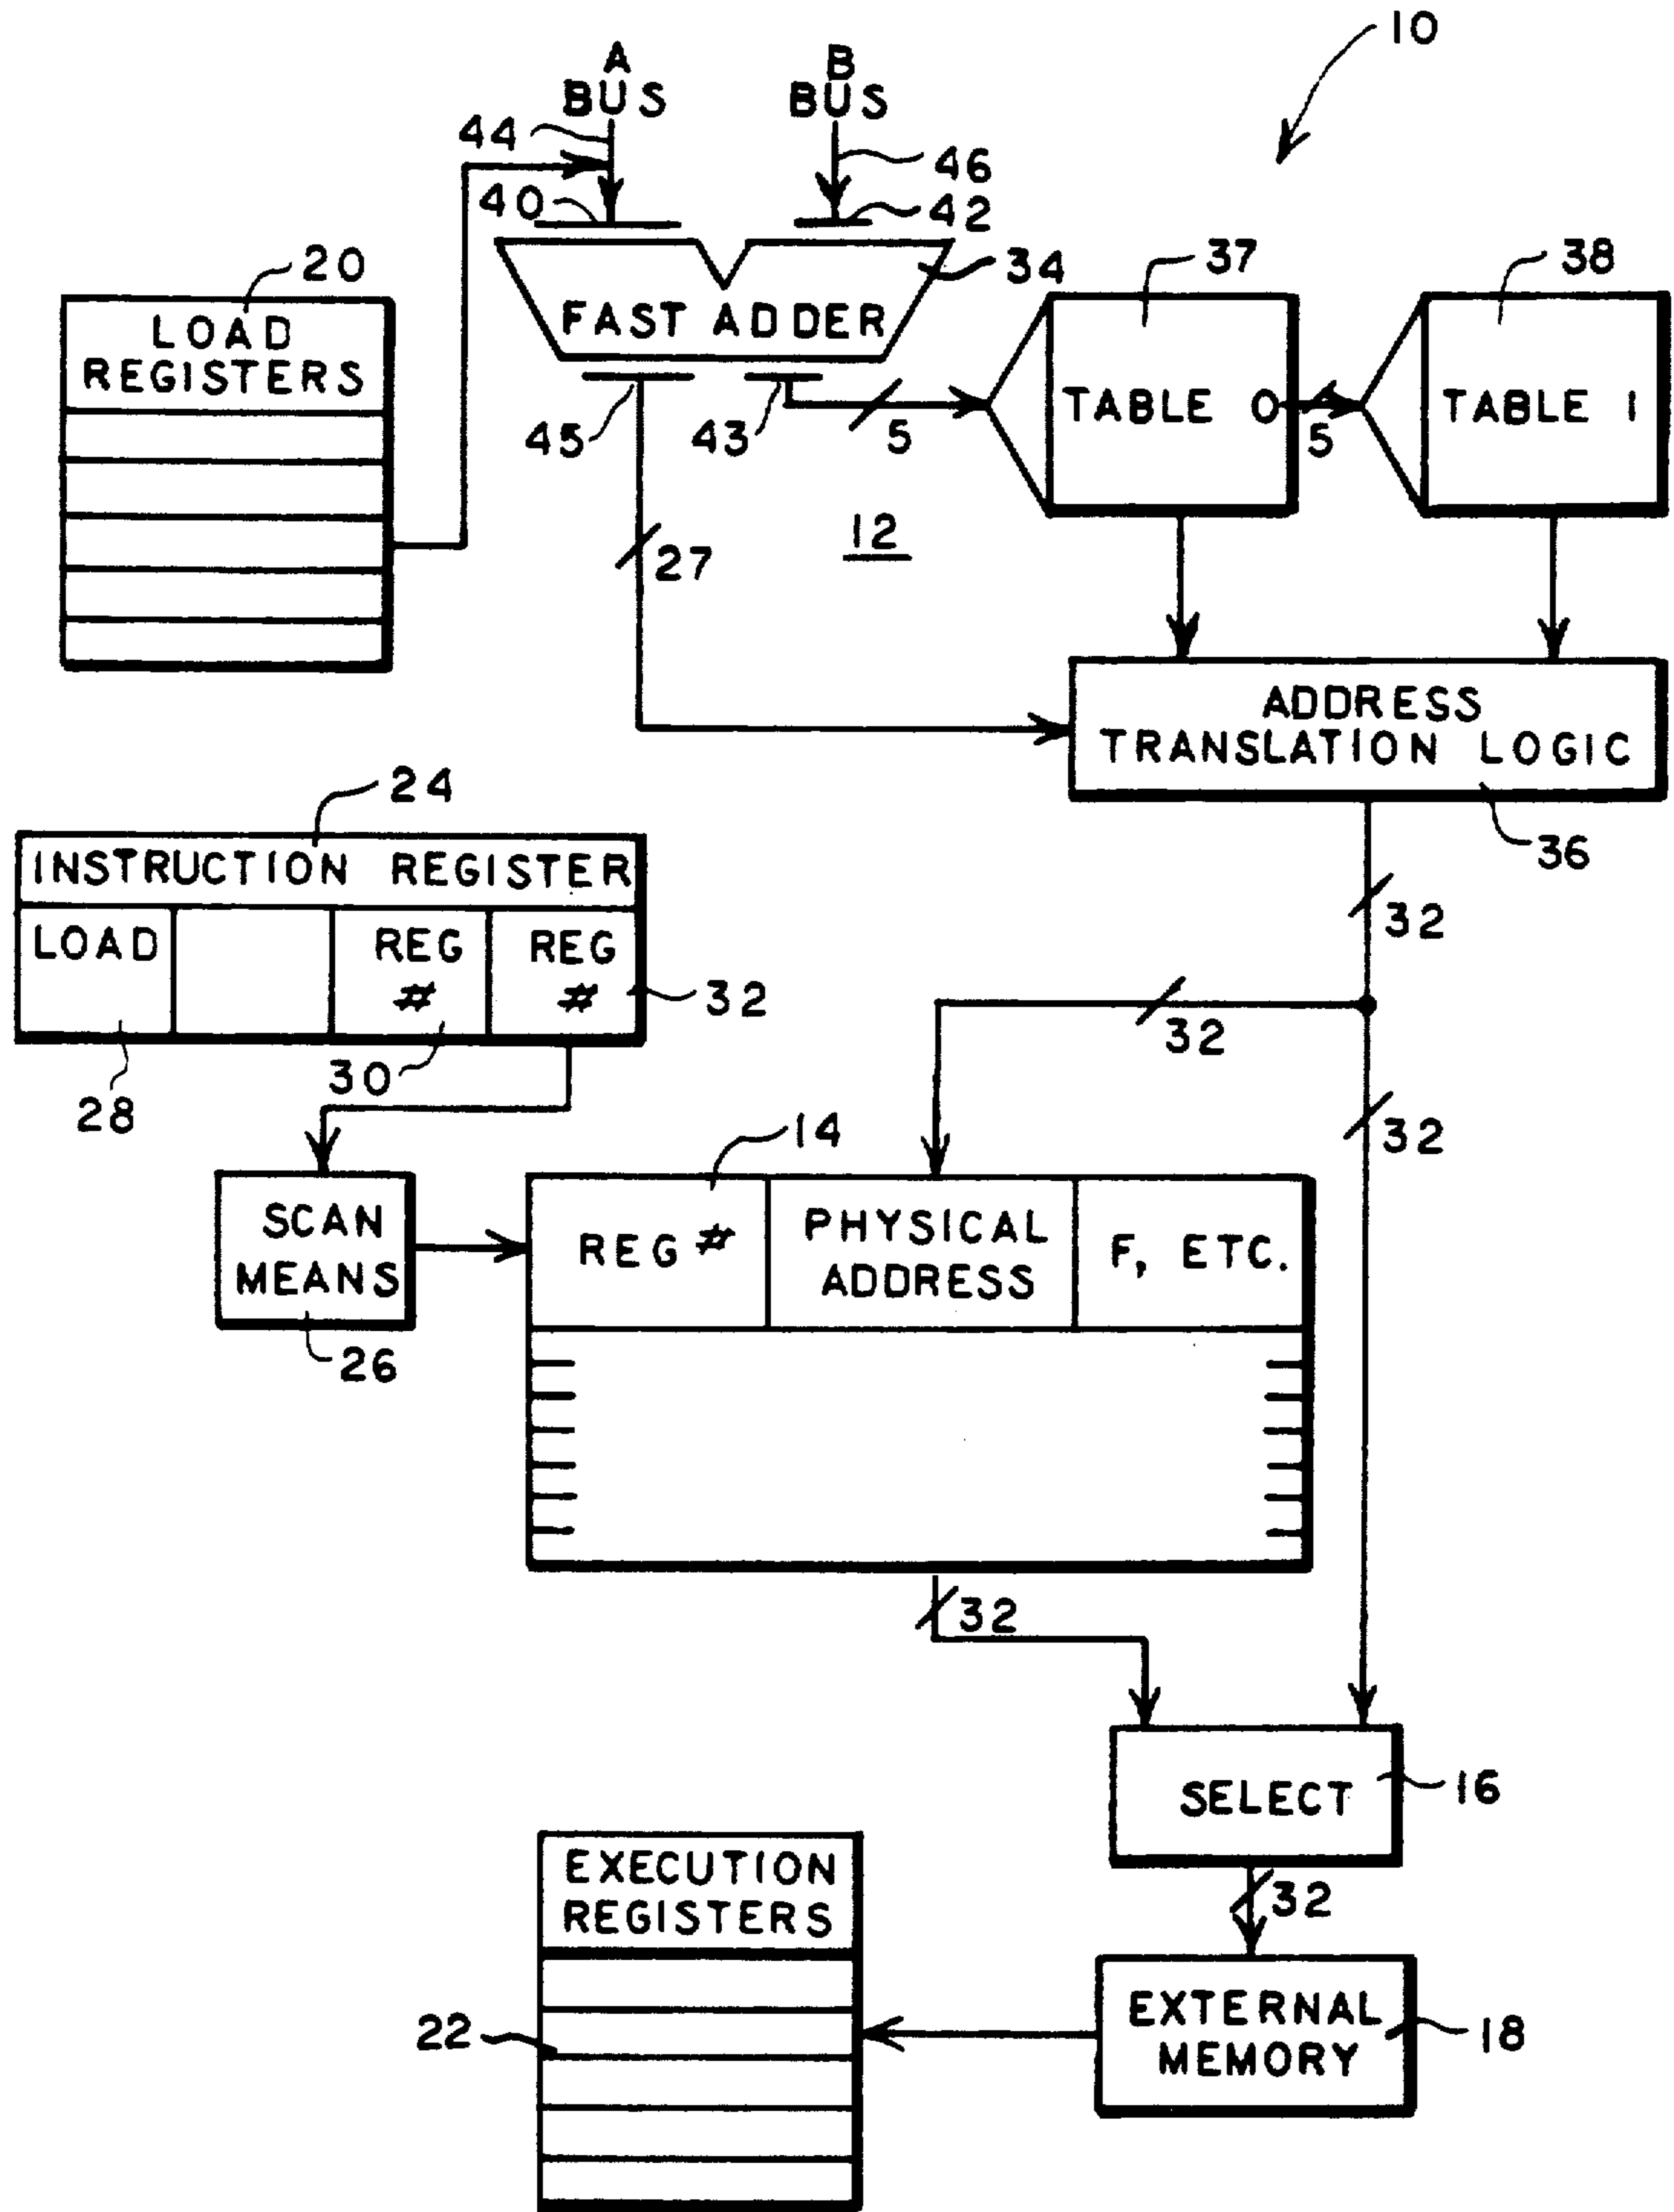 10
A
BUS
B
BUS
44
46
40
42
20
LOAD
REGISTERS
34
FAST ADDER
37
38
TABLE 0
TABLE 1
45
43
5
5
12
27
ADDRESS
TRANSLATION LOGIC
36
24
INSTRUCTION REGISTER
LOAD
REG
#
REG
#
32
28
30
32
32
32
14
SCAN
MEANS
26
REG #
PHYSICAL
ADDRESS
F, ETC.
32
SELECT
16
32
EXECUTION
REGISTERS
22
EXTERNAL
MEMORY
18